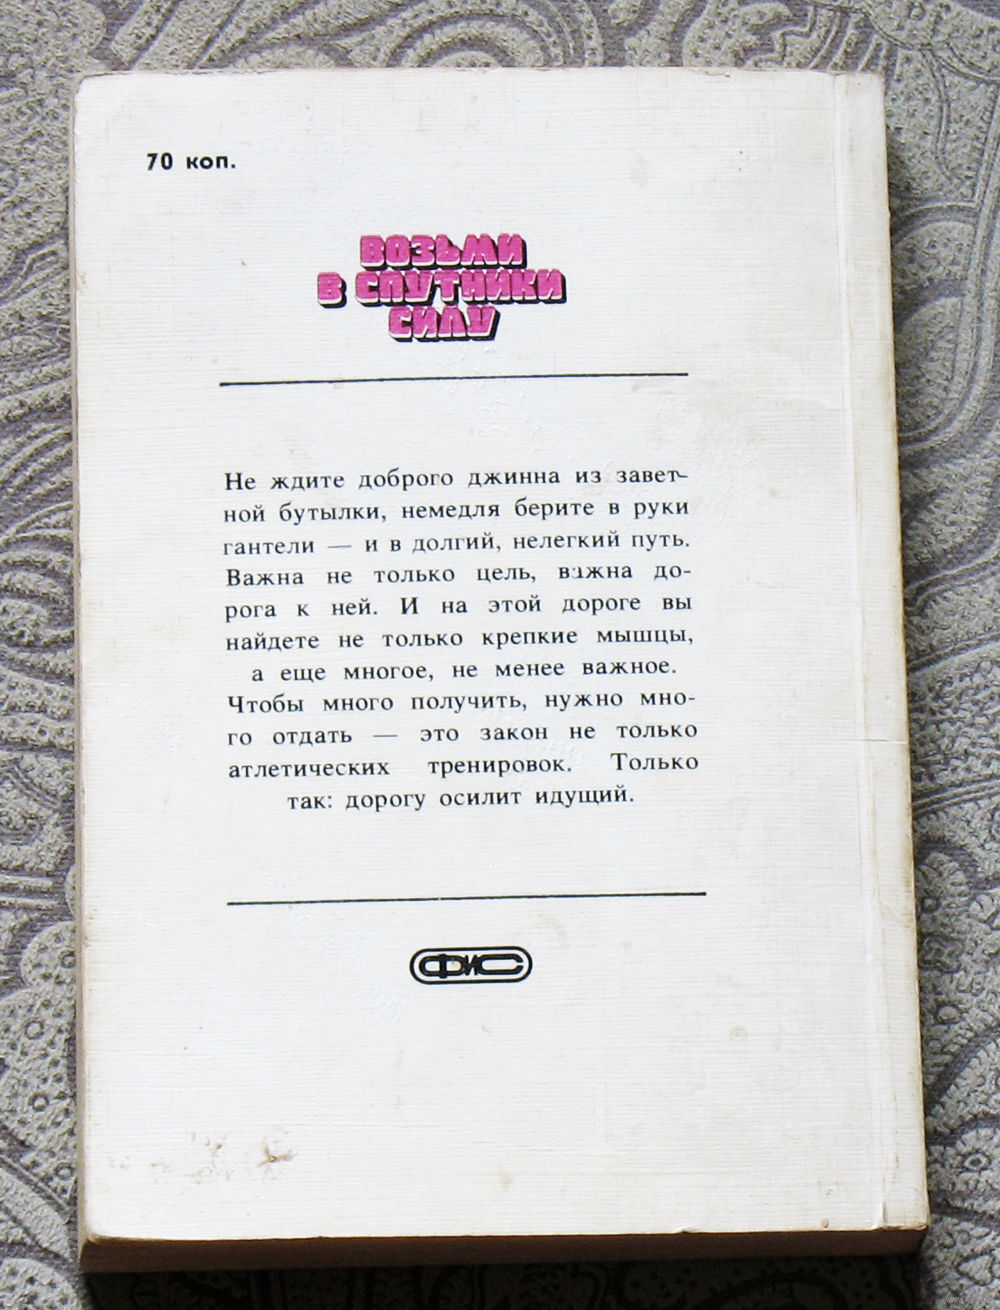 70 коп.
ВОЗЬМИ
В СПУТНИКИ
СИЛУ
Не ждите доброго джинна из завет-
ной бутылки, немедля берите в руки
гантели — и в долгий, нелегкий путь.
Важна не только цель, важна до-
рога к ней. И на этой дороге вы
найдете не только крепкие мышцы,
а еще многое, не менее важное.
Чтобы много получить, нужно мно-
го отдать — это закон не только
атлетических тренировок. Только
так: дорогу осилит идущий.
ФИС